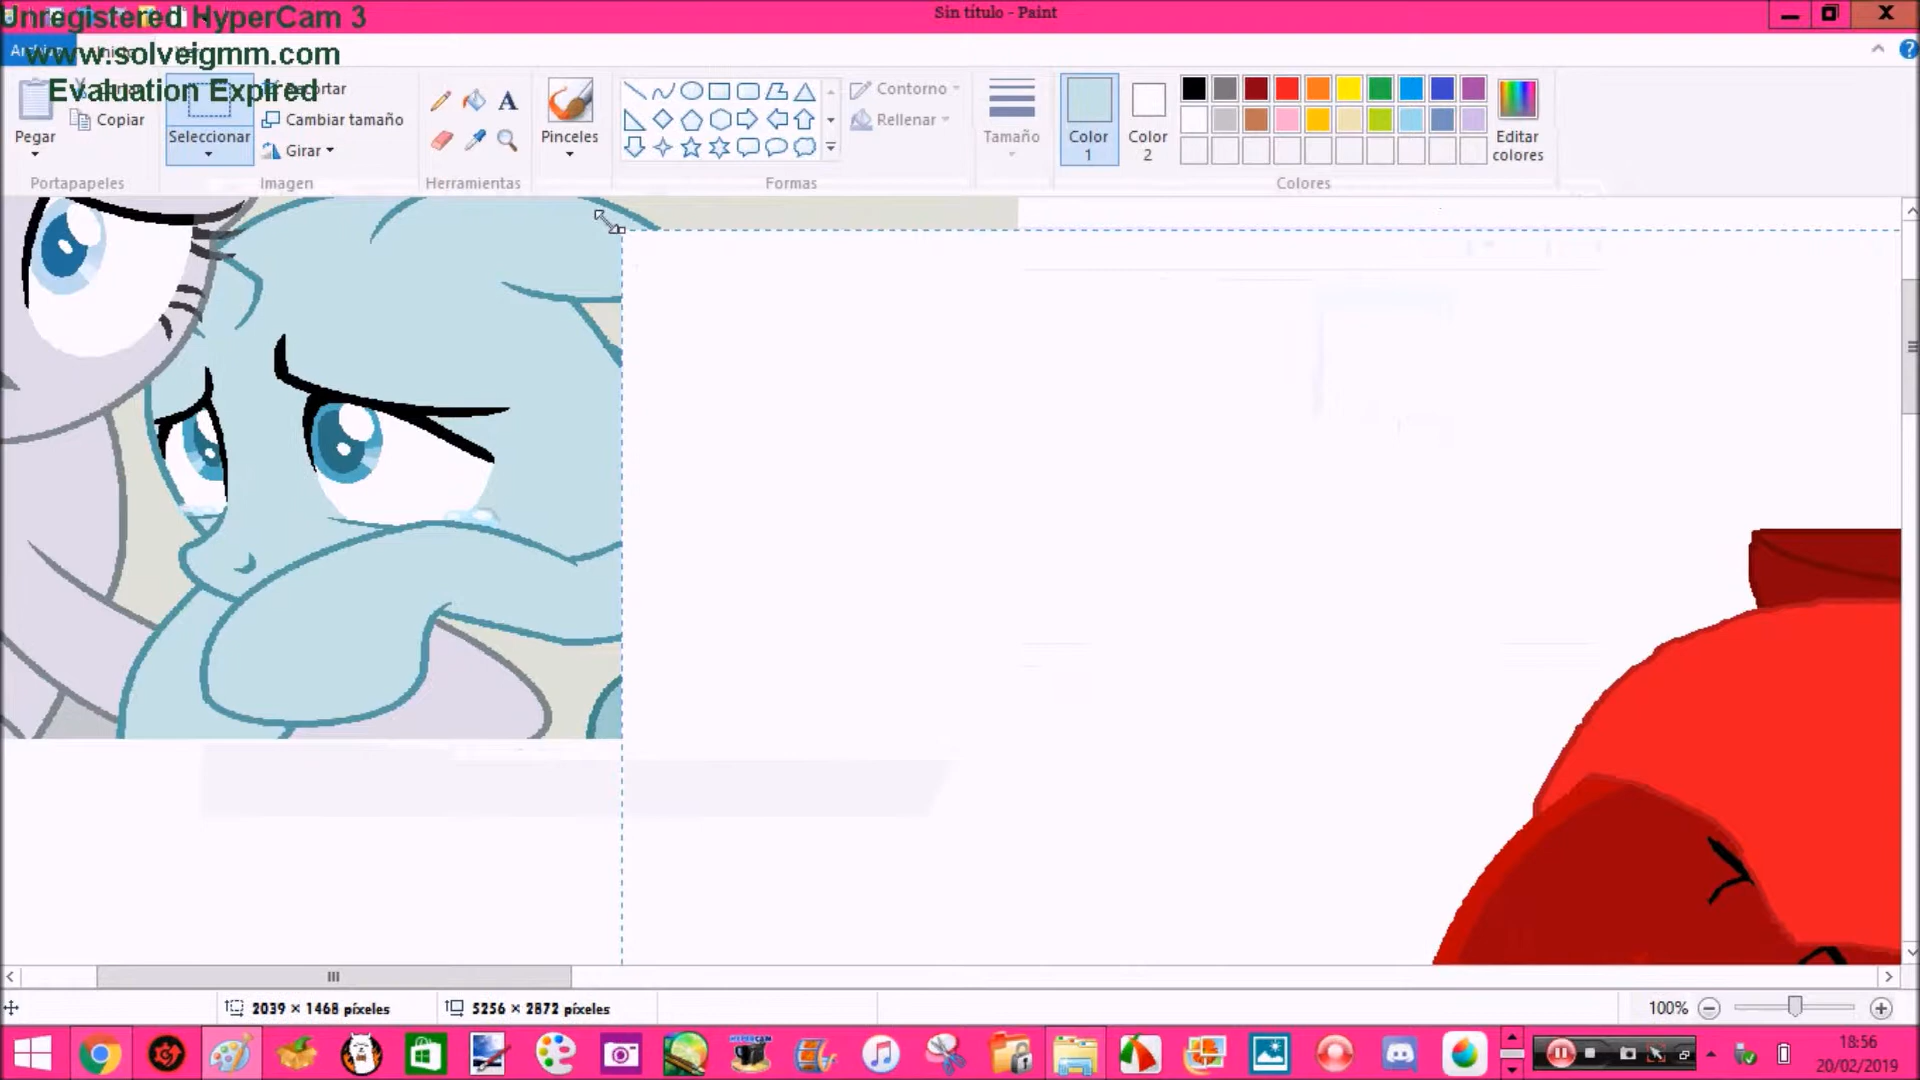 Unregistered HyperCam 3
Sin título - Paint
www.solveigmm.com
Evaluation Expired
Pegar
Copiar
Portapapeles
Seleccionar
Cambiar tamaño
Girar
Imagen
Herramientas
Pinceles
Formas
Contorno
Rellenar
Tamaño
Color
1
Color
2
Editar
colores
Colores
2039 × 1468 píxeles
5256 × 2872 píxeles
100%
18:56
20/02/2019